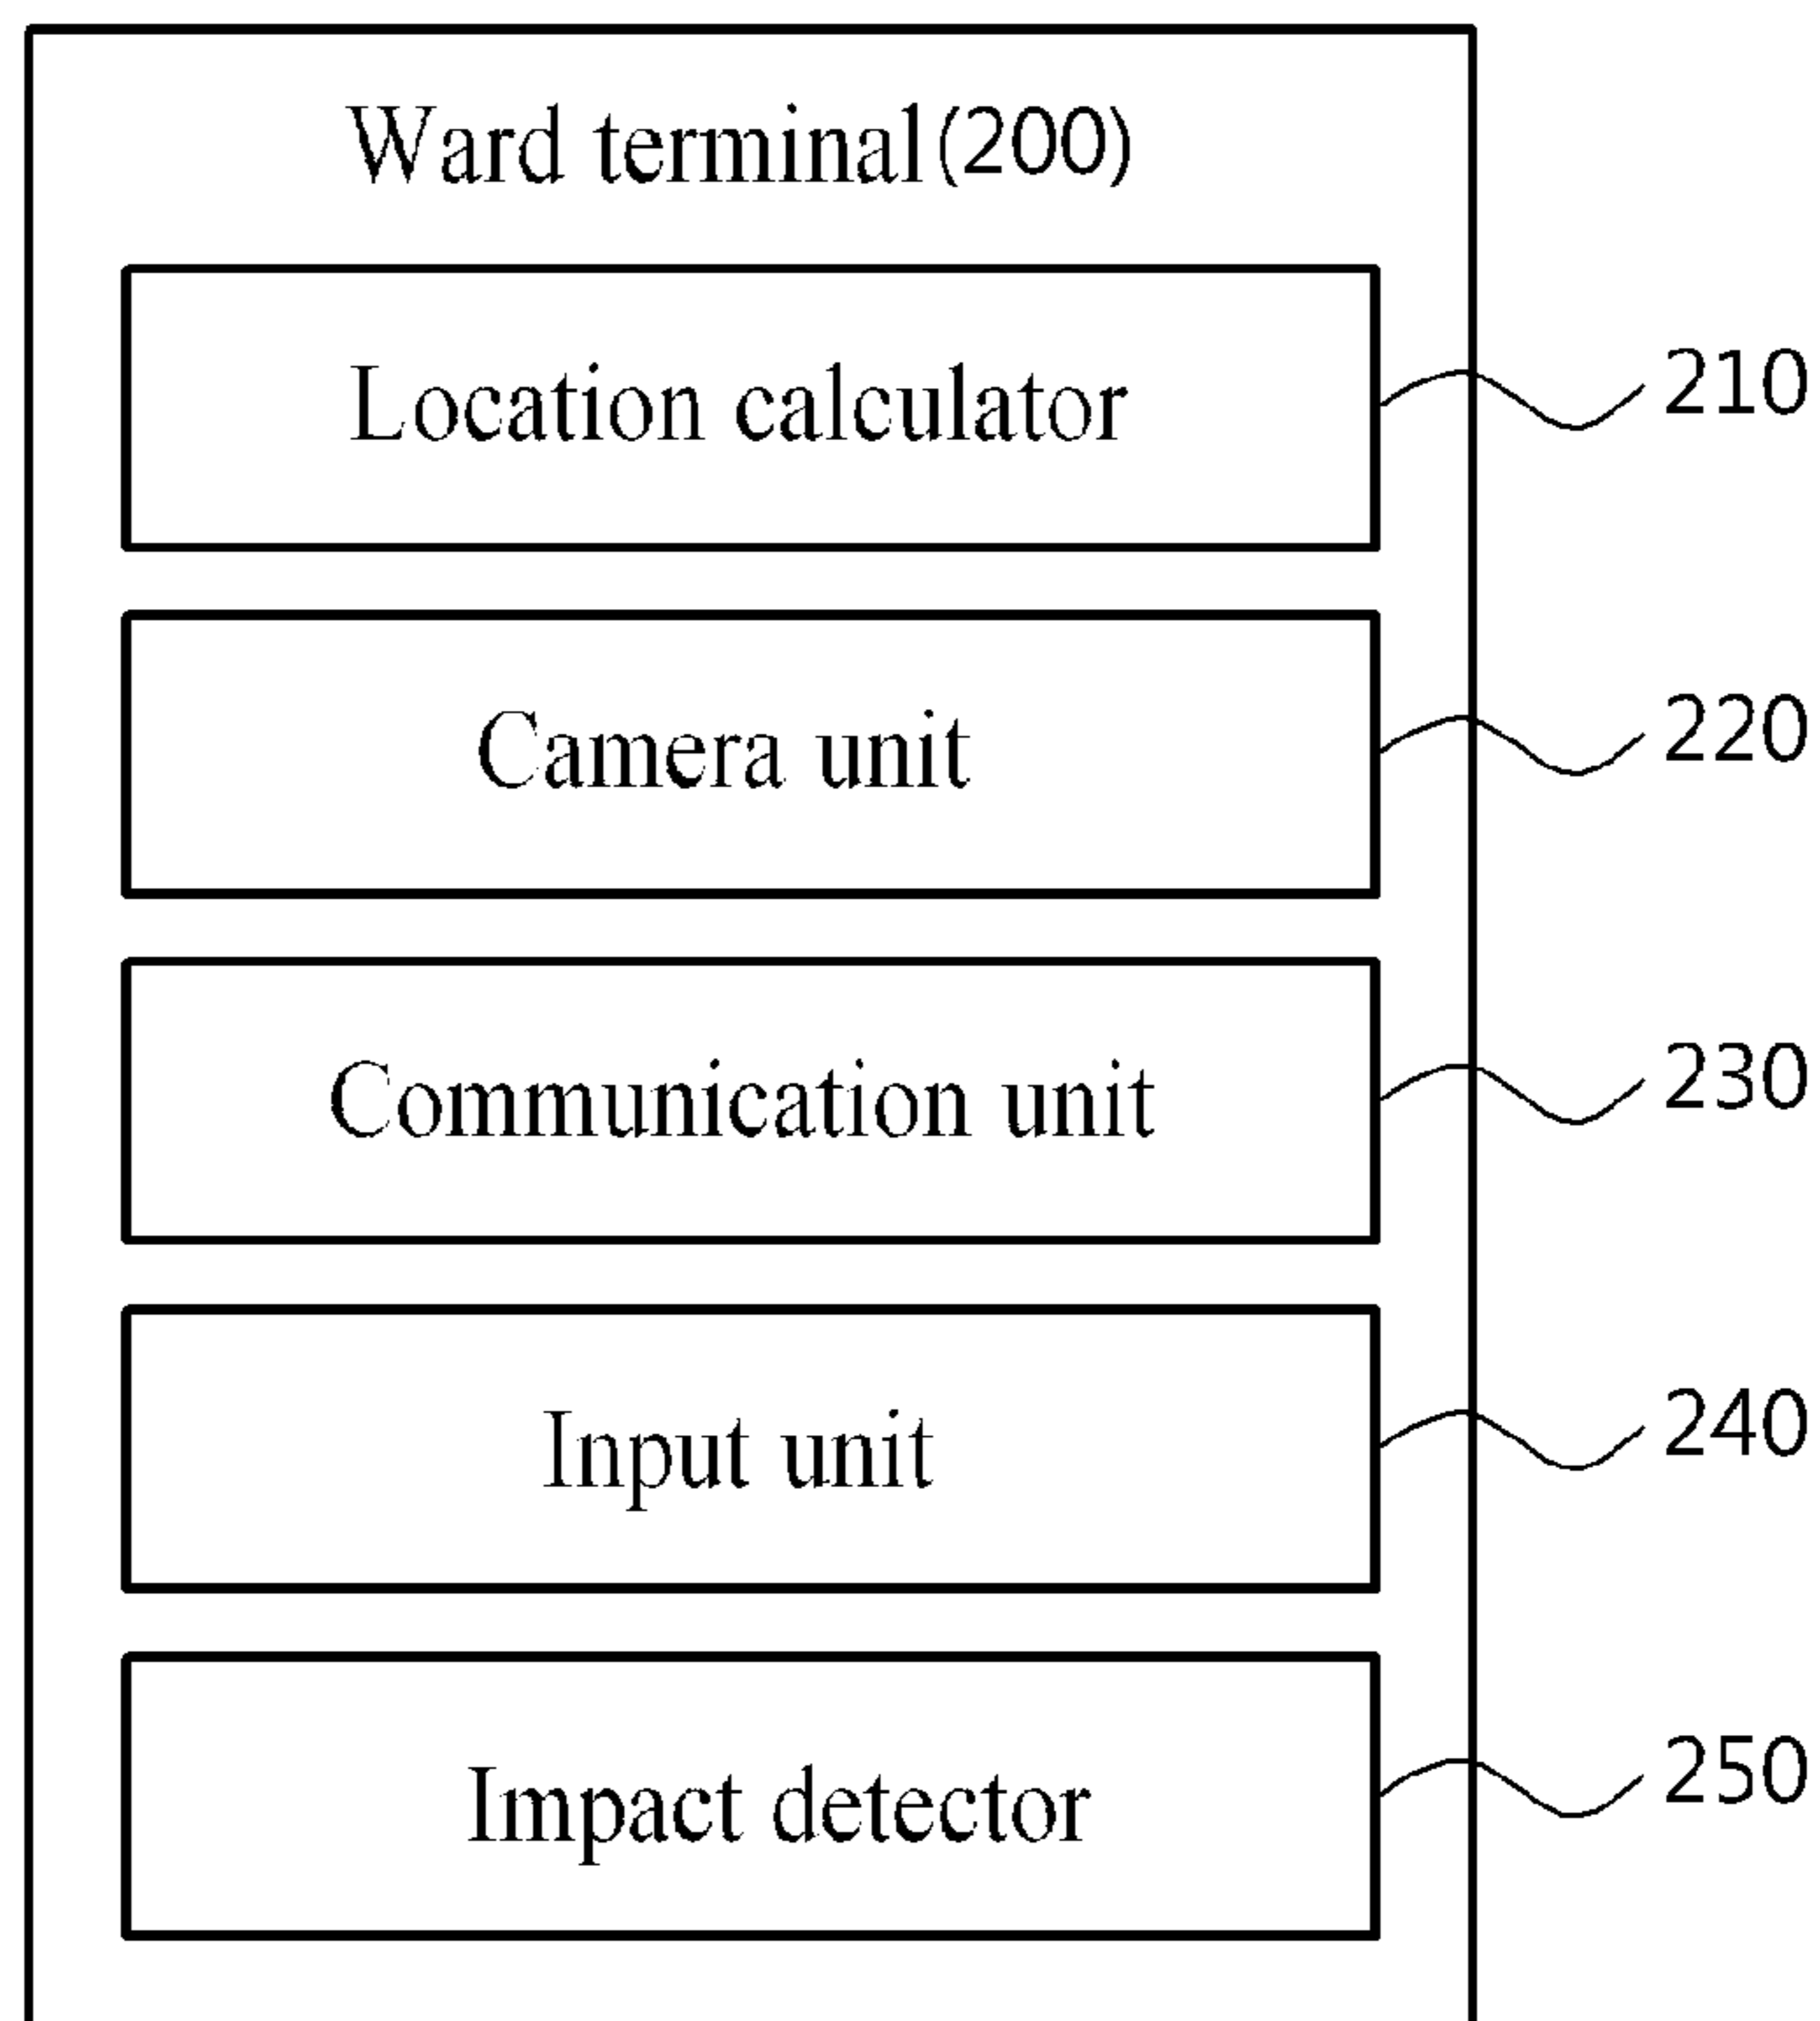 Ward terminal(200)
Location calculator
210
Camera unit
220
Communication unit
230
Input unit
240
Impact detector
250